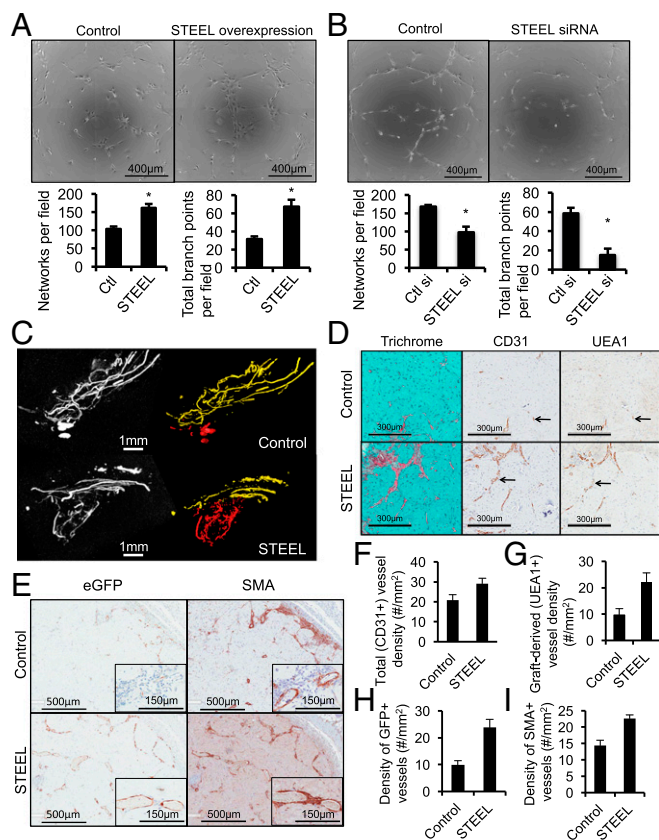 A
Control
STEEL overexpression
400µm
400µm
Networks per field
200
150
100
50
0
Ctl
STEEL
*
Total branch points
per field
80
60
40
20
0
Ctl
STEEL
*
B
Control
STEEL siRNA
400µm
400µm
Networks per field
200
150
100
50
0
Ctl si
STEEL si
*
Total branch points
per field
80
60
40
20
0
Ctl si
STEEL si
*
C
1mm
Control
1mm
STEEL
D
Trichrome
CD31
UEA1
Control
300µm
300µm
300µm
STEEL
300µm
300µm
300µm
E
eGFP
SMA
Control
500µm
150µm
500µm
150µm
STEEL
500µm
150µm
500µm
150µm
F
Total (CD31+) vessel
density (#/mm²)
40
30
20
10
0
Control
STEEL
G
Graft-derived (UEA1+)
vessel density
(#/mm²)
30
20
10
0
Control
STEEL
H
Density of GFP+
vessels (#/mm²)
30
20
10
0
Control
STEEL
I
Density of SMA+
vessels (#/mm²)
25
20
15
10
5
0
Control
STEEL